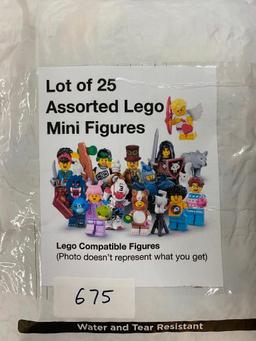 Lot of 25
Assorted Lego
Mini Figures
Lego Compatible Figures
(Photo doesn't represent what you get)
675
Water and Tear Resistant